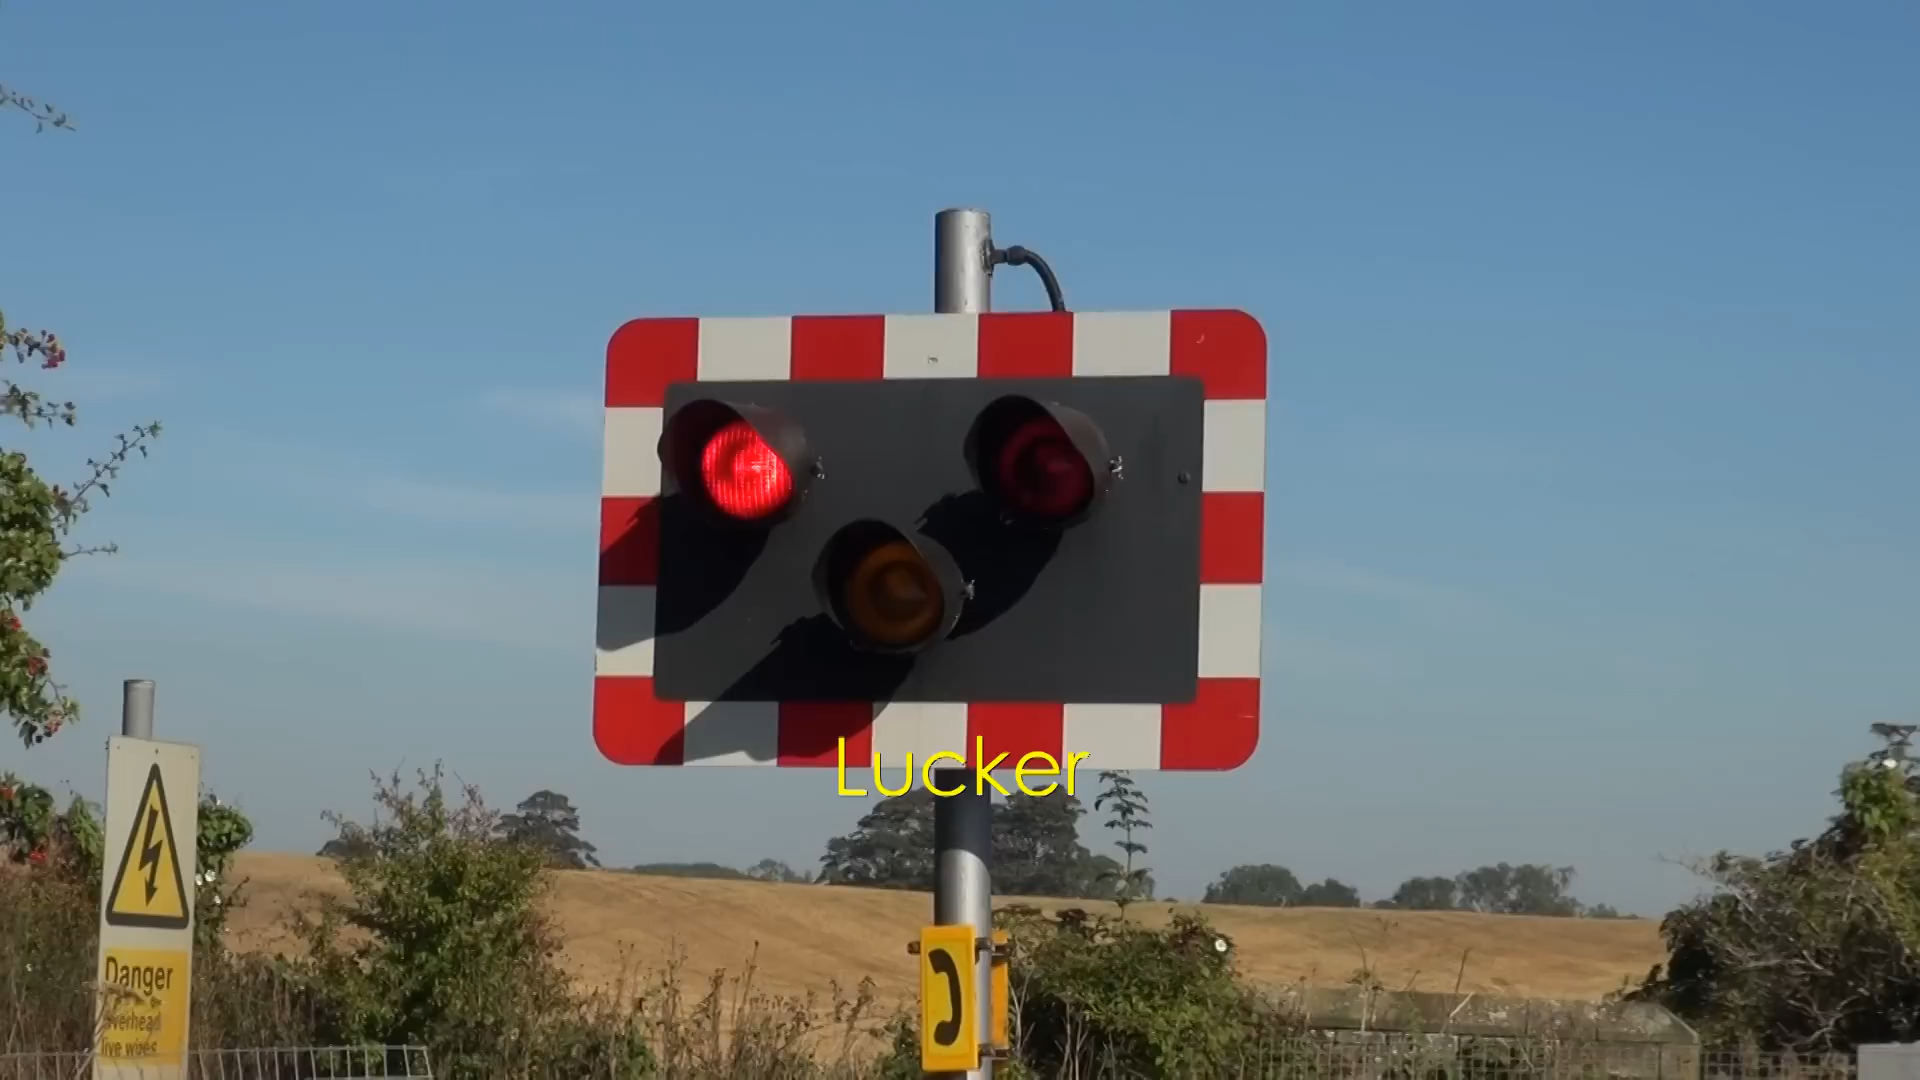 Lucker
Danger
overhead
live wires